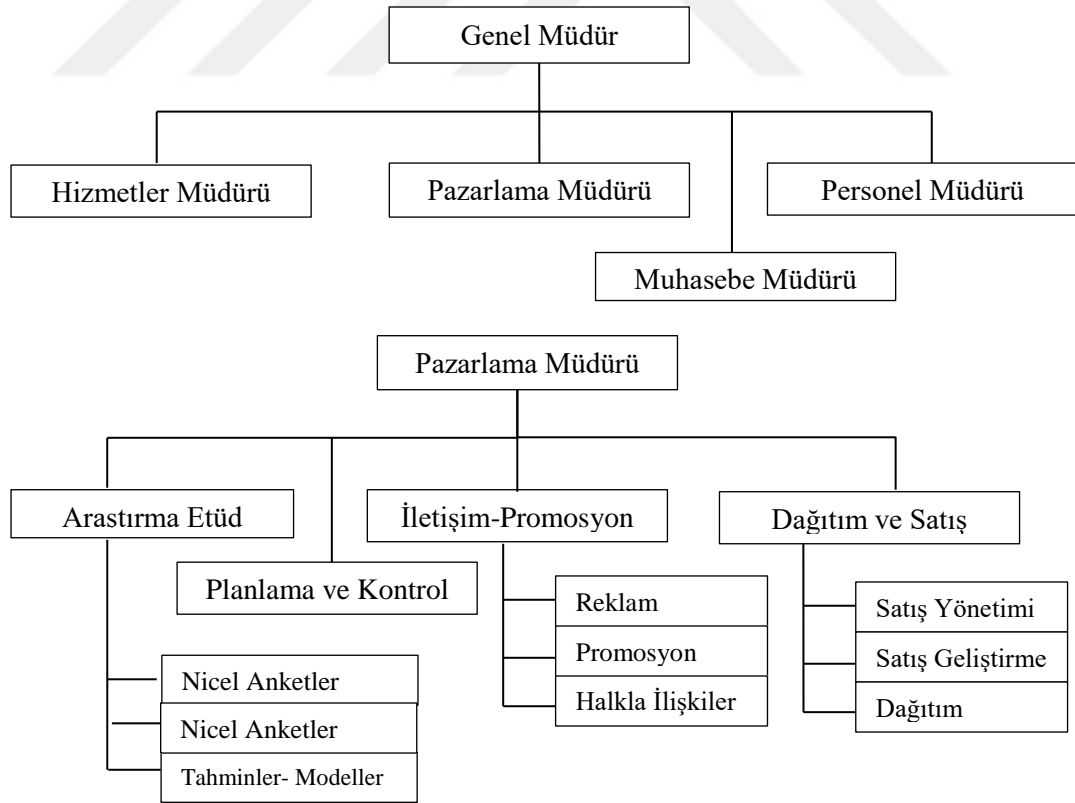 Genel Müdür
Hizmetler Müdürü
Pazarlama Müdürü
Personel Müdürü
Muhasebe Müdürü
Pazarlama Müdürü
Arastırma Etüd
İletişim-Promosyon
Dağıtım ve Satış
Planlama ve Kontrol
Reklam
Promosyon
Halkla İlişkiler
Satış Yönetimi
Satış Geliştirme
Dağıtım
Nicel Anketler
Nicel Anketler
Tahminler- Modeller